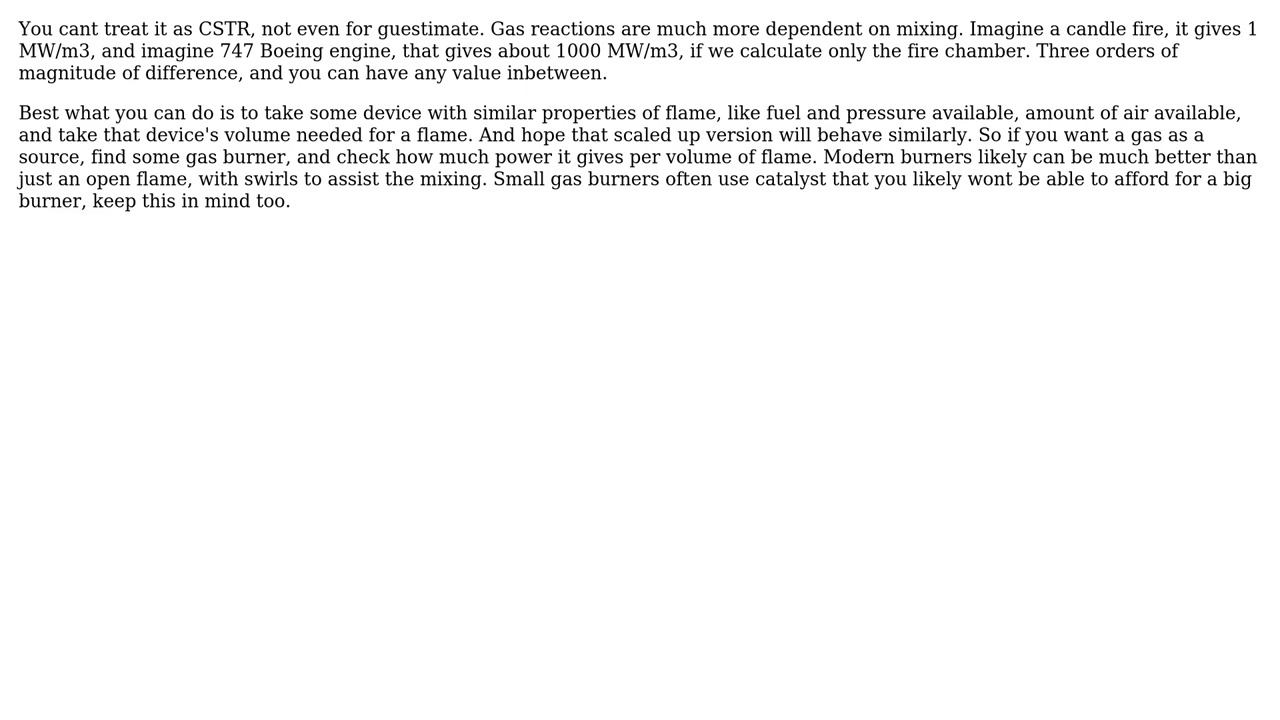 You cant treat it as CSTR, not even for guestimate. Gas reactions are much more dependent on mixing. Imagine a candle fire, it gives 1
MW/m3, and imagine 747 Boeing engine, that gives about 1000 MW/m3, if we calculate only the fire chamber. Three orders of
magnitude of difference, and you can have any value inbetween.
Best what you can do is to take some device with similar properties of flame, like fuel and pressure available, amount of air available,
and take that device's volume needed for a flame. And hope that scaled up version will behave similarly. So if you want a gas as a
source, find some gas burner, and check how much power it gives per volume of flame. Modern burners likely can be much better than
just an open flame, with swirls to assist the mixing. Small gas burners often use catalyst that you likely wont be able to afford for a big
burner, keep this in mind too.